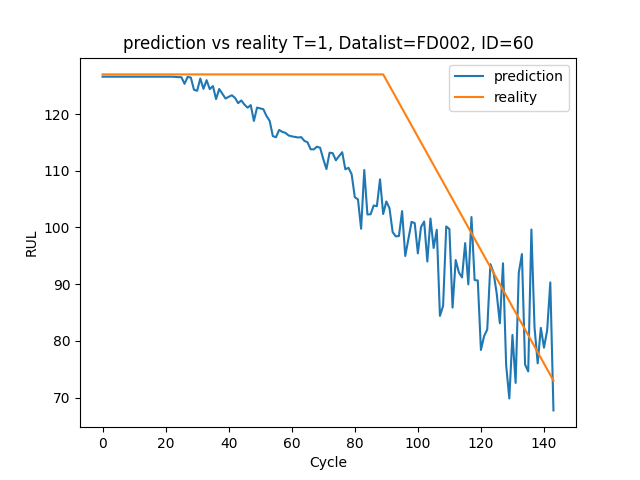 prediction vs reality T=1, Datalist=FD002, ID=60
prediction
reality
RUL
120
110
100
90
80
70
0 20 40 60 80 100 120 140
Cycle